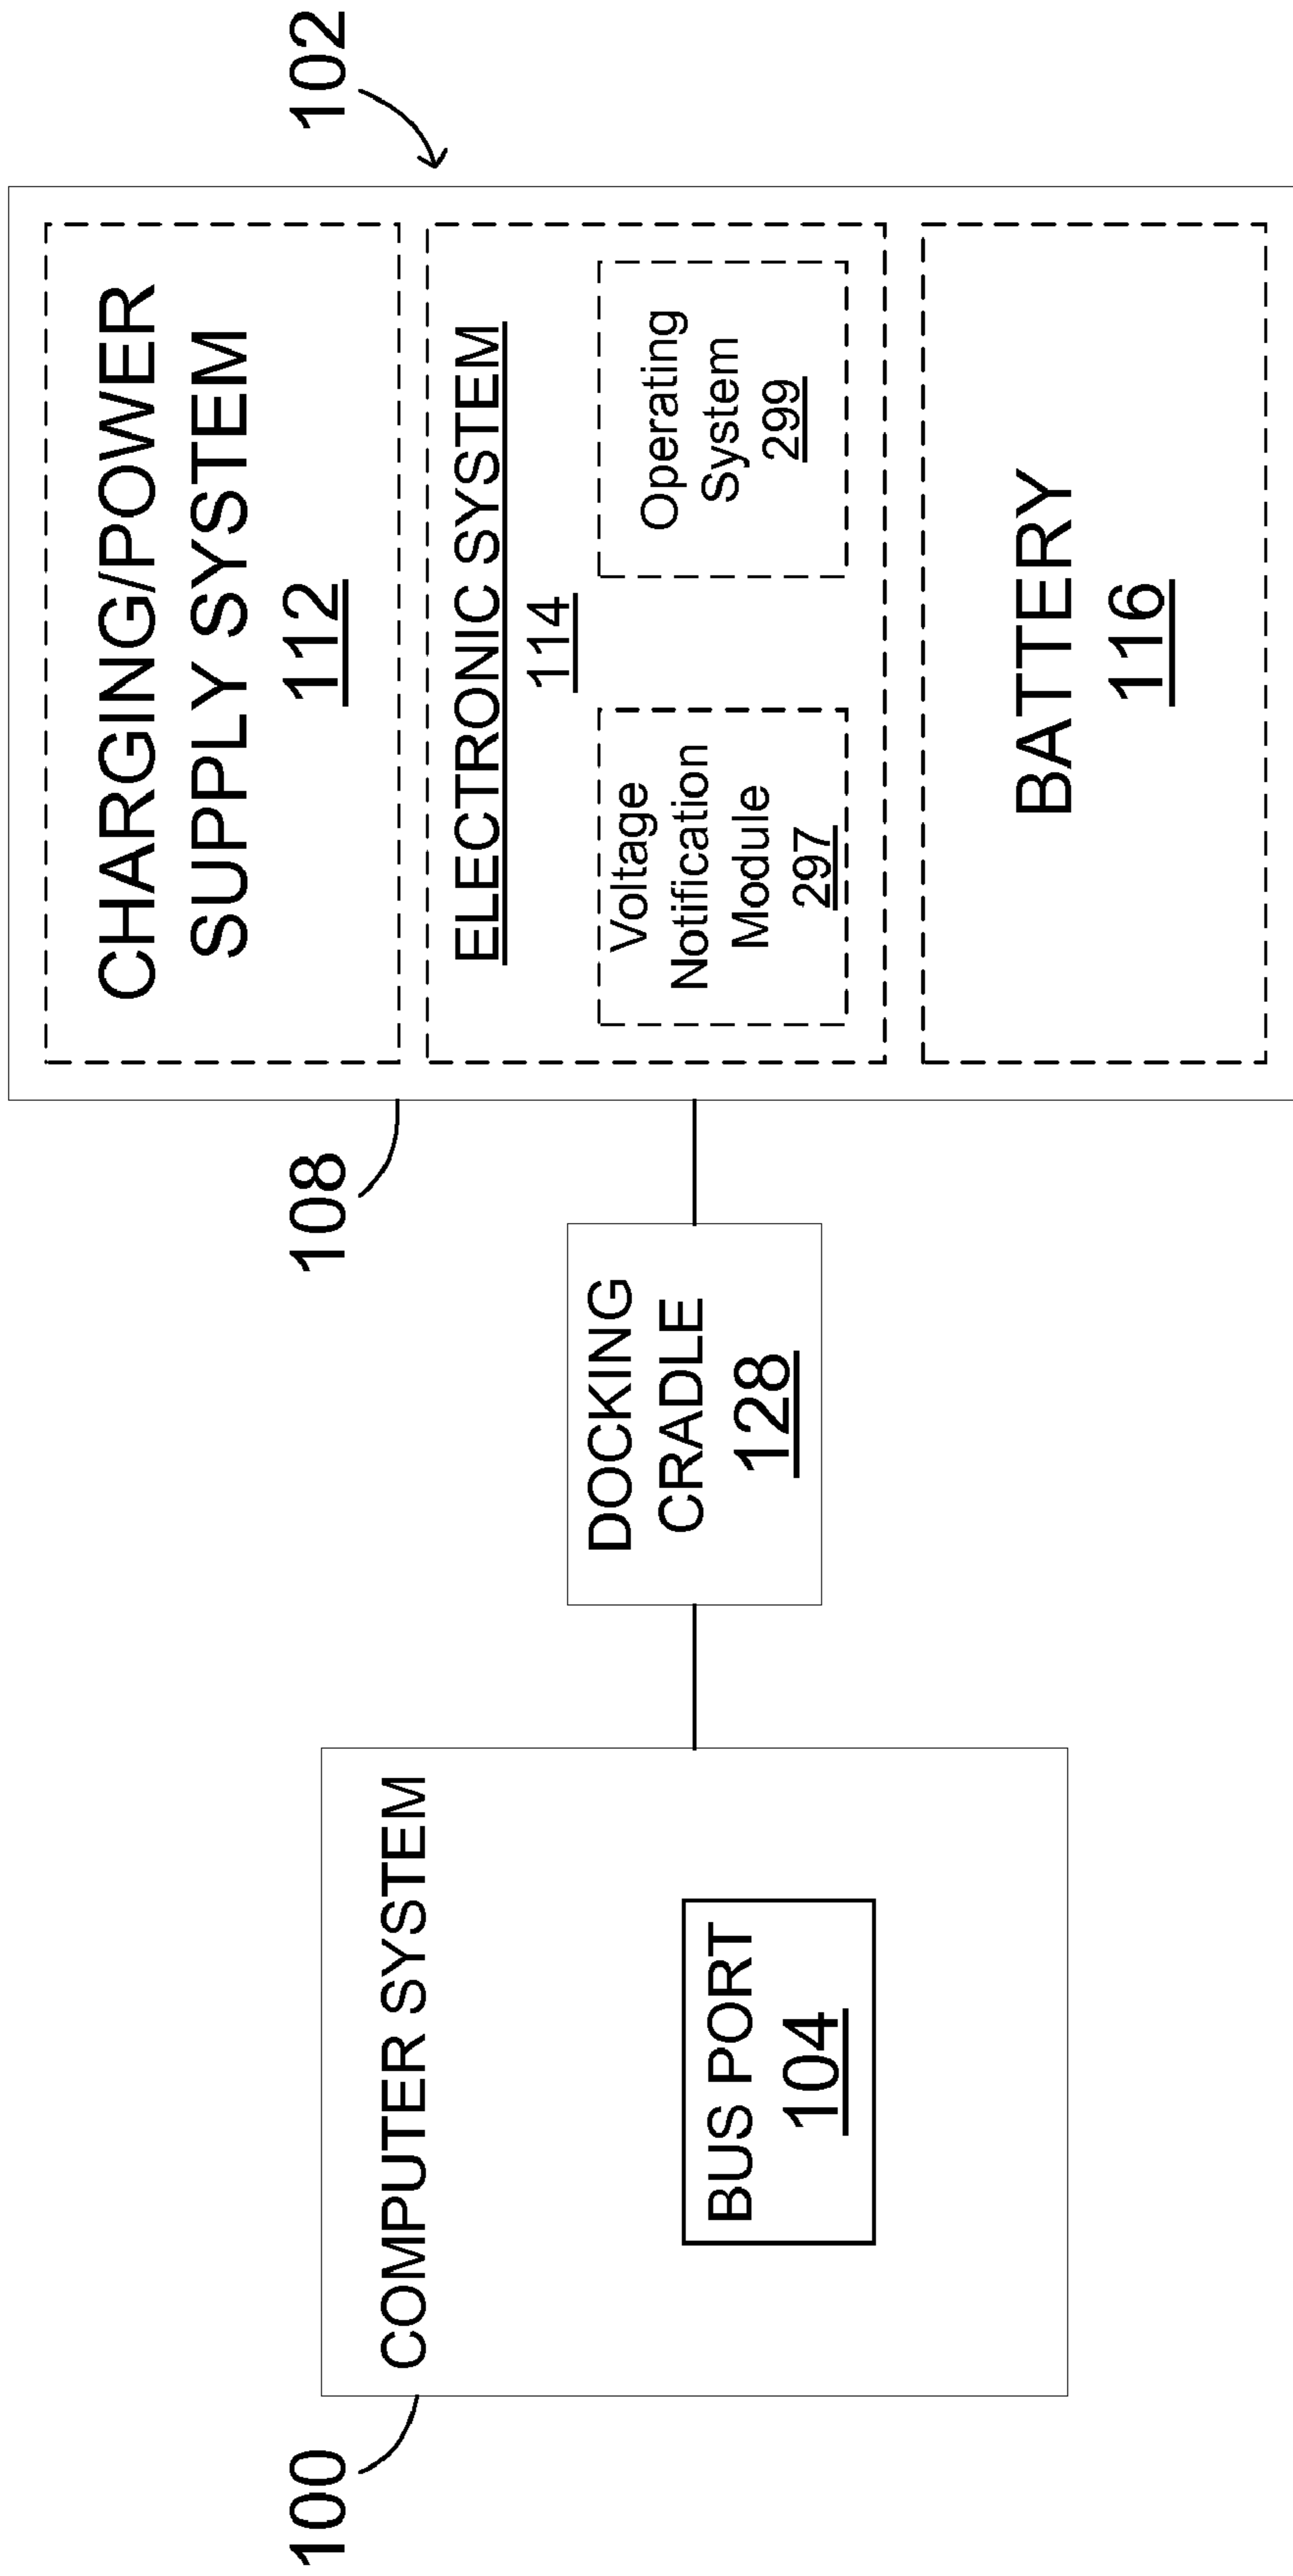 100
COMPUTER SYSTEM
BUS PORT
104
DOCKING
CRADLE
128
108
102
CHARGING/POWER
SUPPLY SYSTEM
112
ELECTRONIC SYSTEM
114
Voltage
Notification
Module
297
Operating
System
299
BATTERY
116